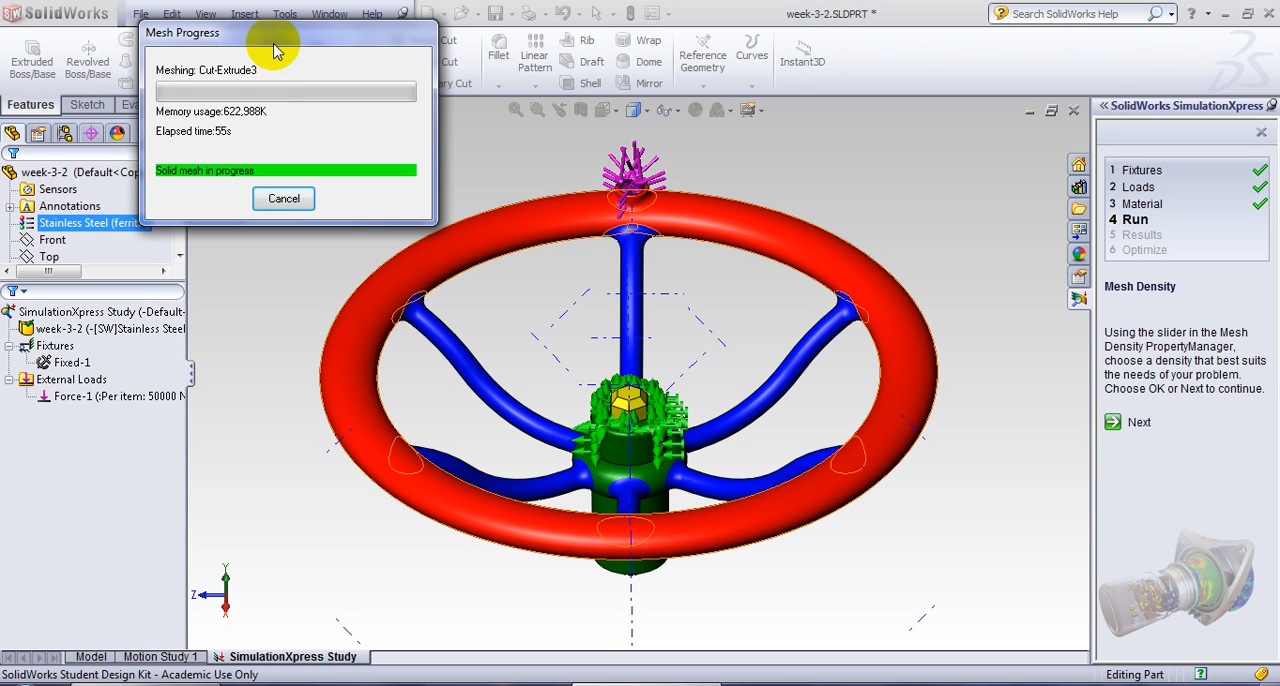 SolidWorks
File Edit View Insert Tools Window Help
week-3-2.SLDPRT *
Search SolidWorks Help
Extruded Boss/Base
Revolved Boss/Base
Cut
Cut
ary Cut
Fillet
Linear Pattern
Rib
Draft
Shell
Wrap
Dome
Mirror
Reference Geometry
Curves
Instant3D
Features
Sketch
Eva
Mesh Progress
Meshing: Cut-Extrude3
Memory usage:622,988K
Elapsed time:55s
Solid mesh in progress
Cancel
week-3-2 (Default<Cop
Sensors
Annotations
Stainless Steel (ferrit
Front
Top
SimulationXpress Study (-Default-
week-3-2 (-[SW]Stainless Steel
Fixtures
Fixed-1
External Loads
Force-1 (:Per item: 50000 N
Y
Z
X
SolidWorks SimulationXpress
1 Fixtures
2 Loads
3 Material
4 Run
5 Results
6 Optimize
Mesh Density
Using the slider in the Mesh
Density PropertyManager,
choose a density that best suits
the needs of your problem.
Choose OK or Next to continue.
Next
Model
Motion Study 1
SimulationXpress Study
SolidWorks Student Design Kit - Academic Use Only
Editing Part